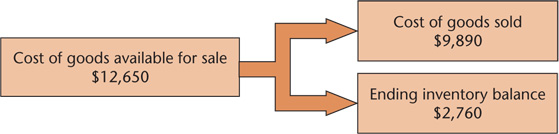 Cost of goods available for sale
$12,650
Cost of goods sold
$9,890
Ending inventory balance
$2,760